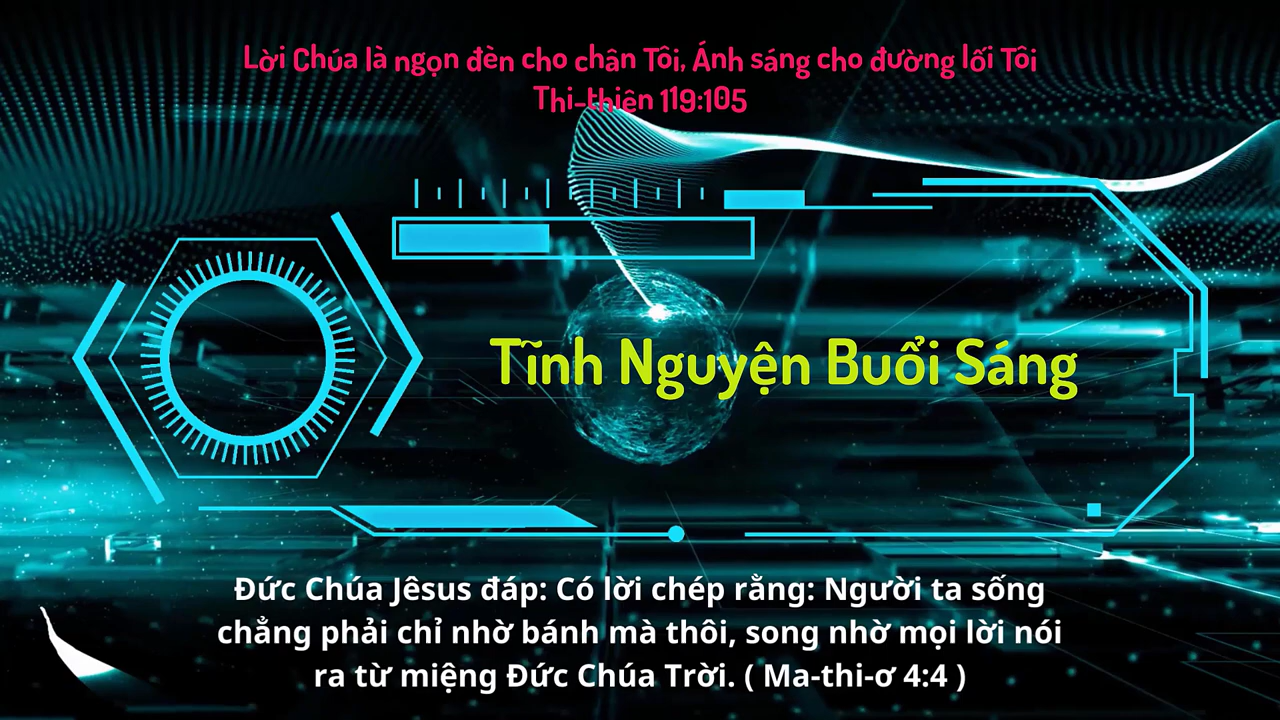 Lời Chúa là ngọn đèn cho chân Tôi, Ánh sáng cho đường lối Tôi
Thi-thiên 119:105
Tĩnh Nguyện Buổi Sáng
Đức Chúa Jêsus đáp: Có lời chép rằng: Người ta sống
chẳng phải chỉ nhờ bánh mà thôi, song nhờ mọi lời nói
ra từ miệng Đức Chúa Trời. ( Ma-thi-ơ 4:4 )